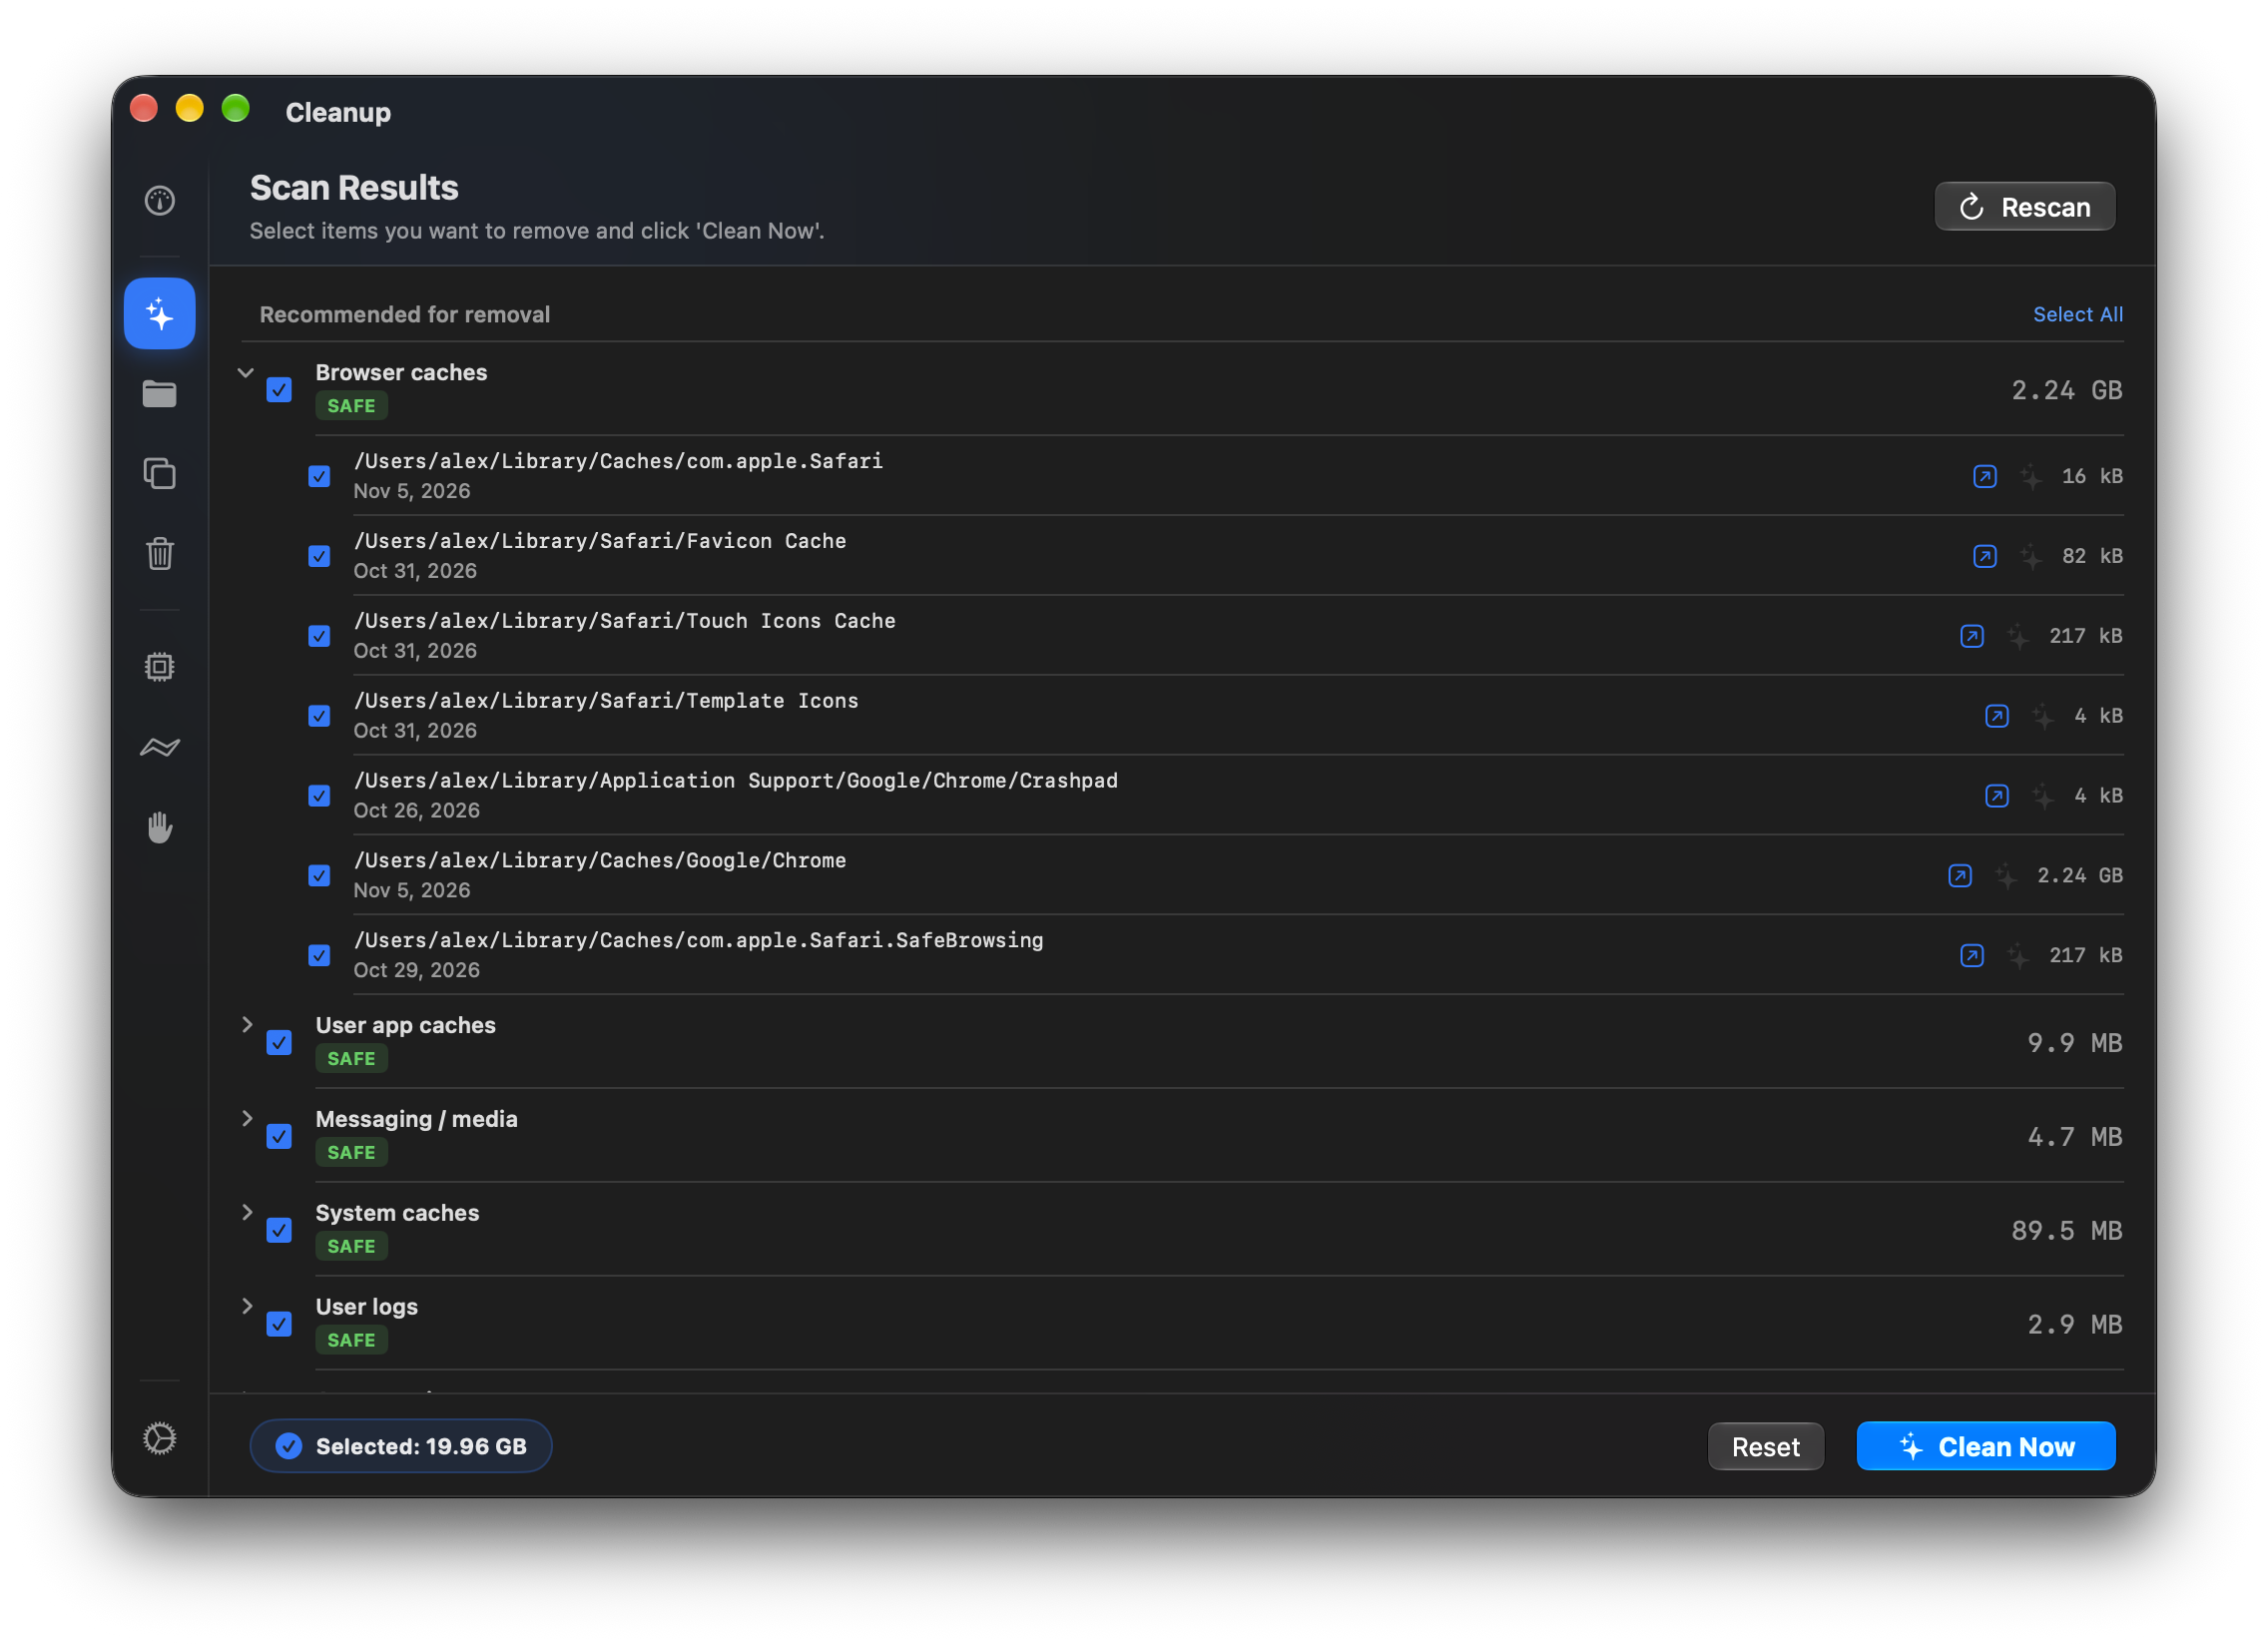 Cleanup
Scan Results
Select items you want to remove and click 'Clean Now'.
Rescan
Recommended for removal
Select All
Browser caches
SAFE
2.24 GB
/Users/alex/Library/Caches/com.apple.Safari
Nov 5, 2026
16 kB
/Users/alex/Library/Safari/Favicon Cache
Oct 31, 2026
82 kB
/Users/alex/Library/Safari/Touch Icons Cache
Oct 31, 2026
217 kB
/Users/alex/Library/Safari/Template Icons
Oct 31, 2026
4 kB
/Users/alex/Library/Application Support/Google/Chrome/Crashpad
Oct 26, 2026
4 kB
/Users/alex/Library/Caches/Google/Chrome
Nov 5, 2026
2.24 GB
/Users/alex/Library/Caches/com.apple.Safari.SafeBrowsing
Oct 29, 2026
217 kB
User app caches
SAFE
9.9 MB
Messaging / media
SAFE
4.7 MB
System caches
SAFE
89.5 MB
User logs
SAFE
2.9 MB
Selected: 19.96 GB
Reset
Clean Now